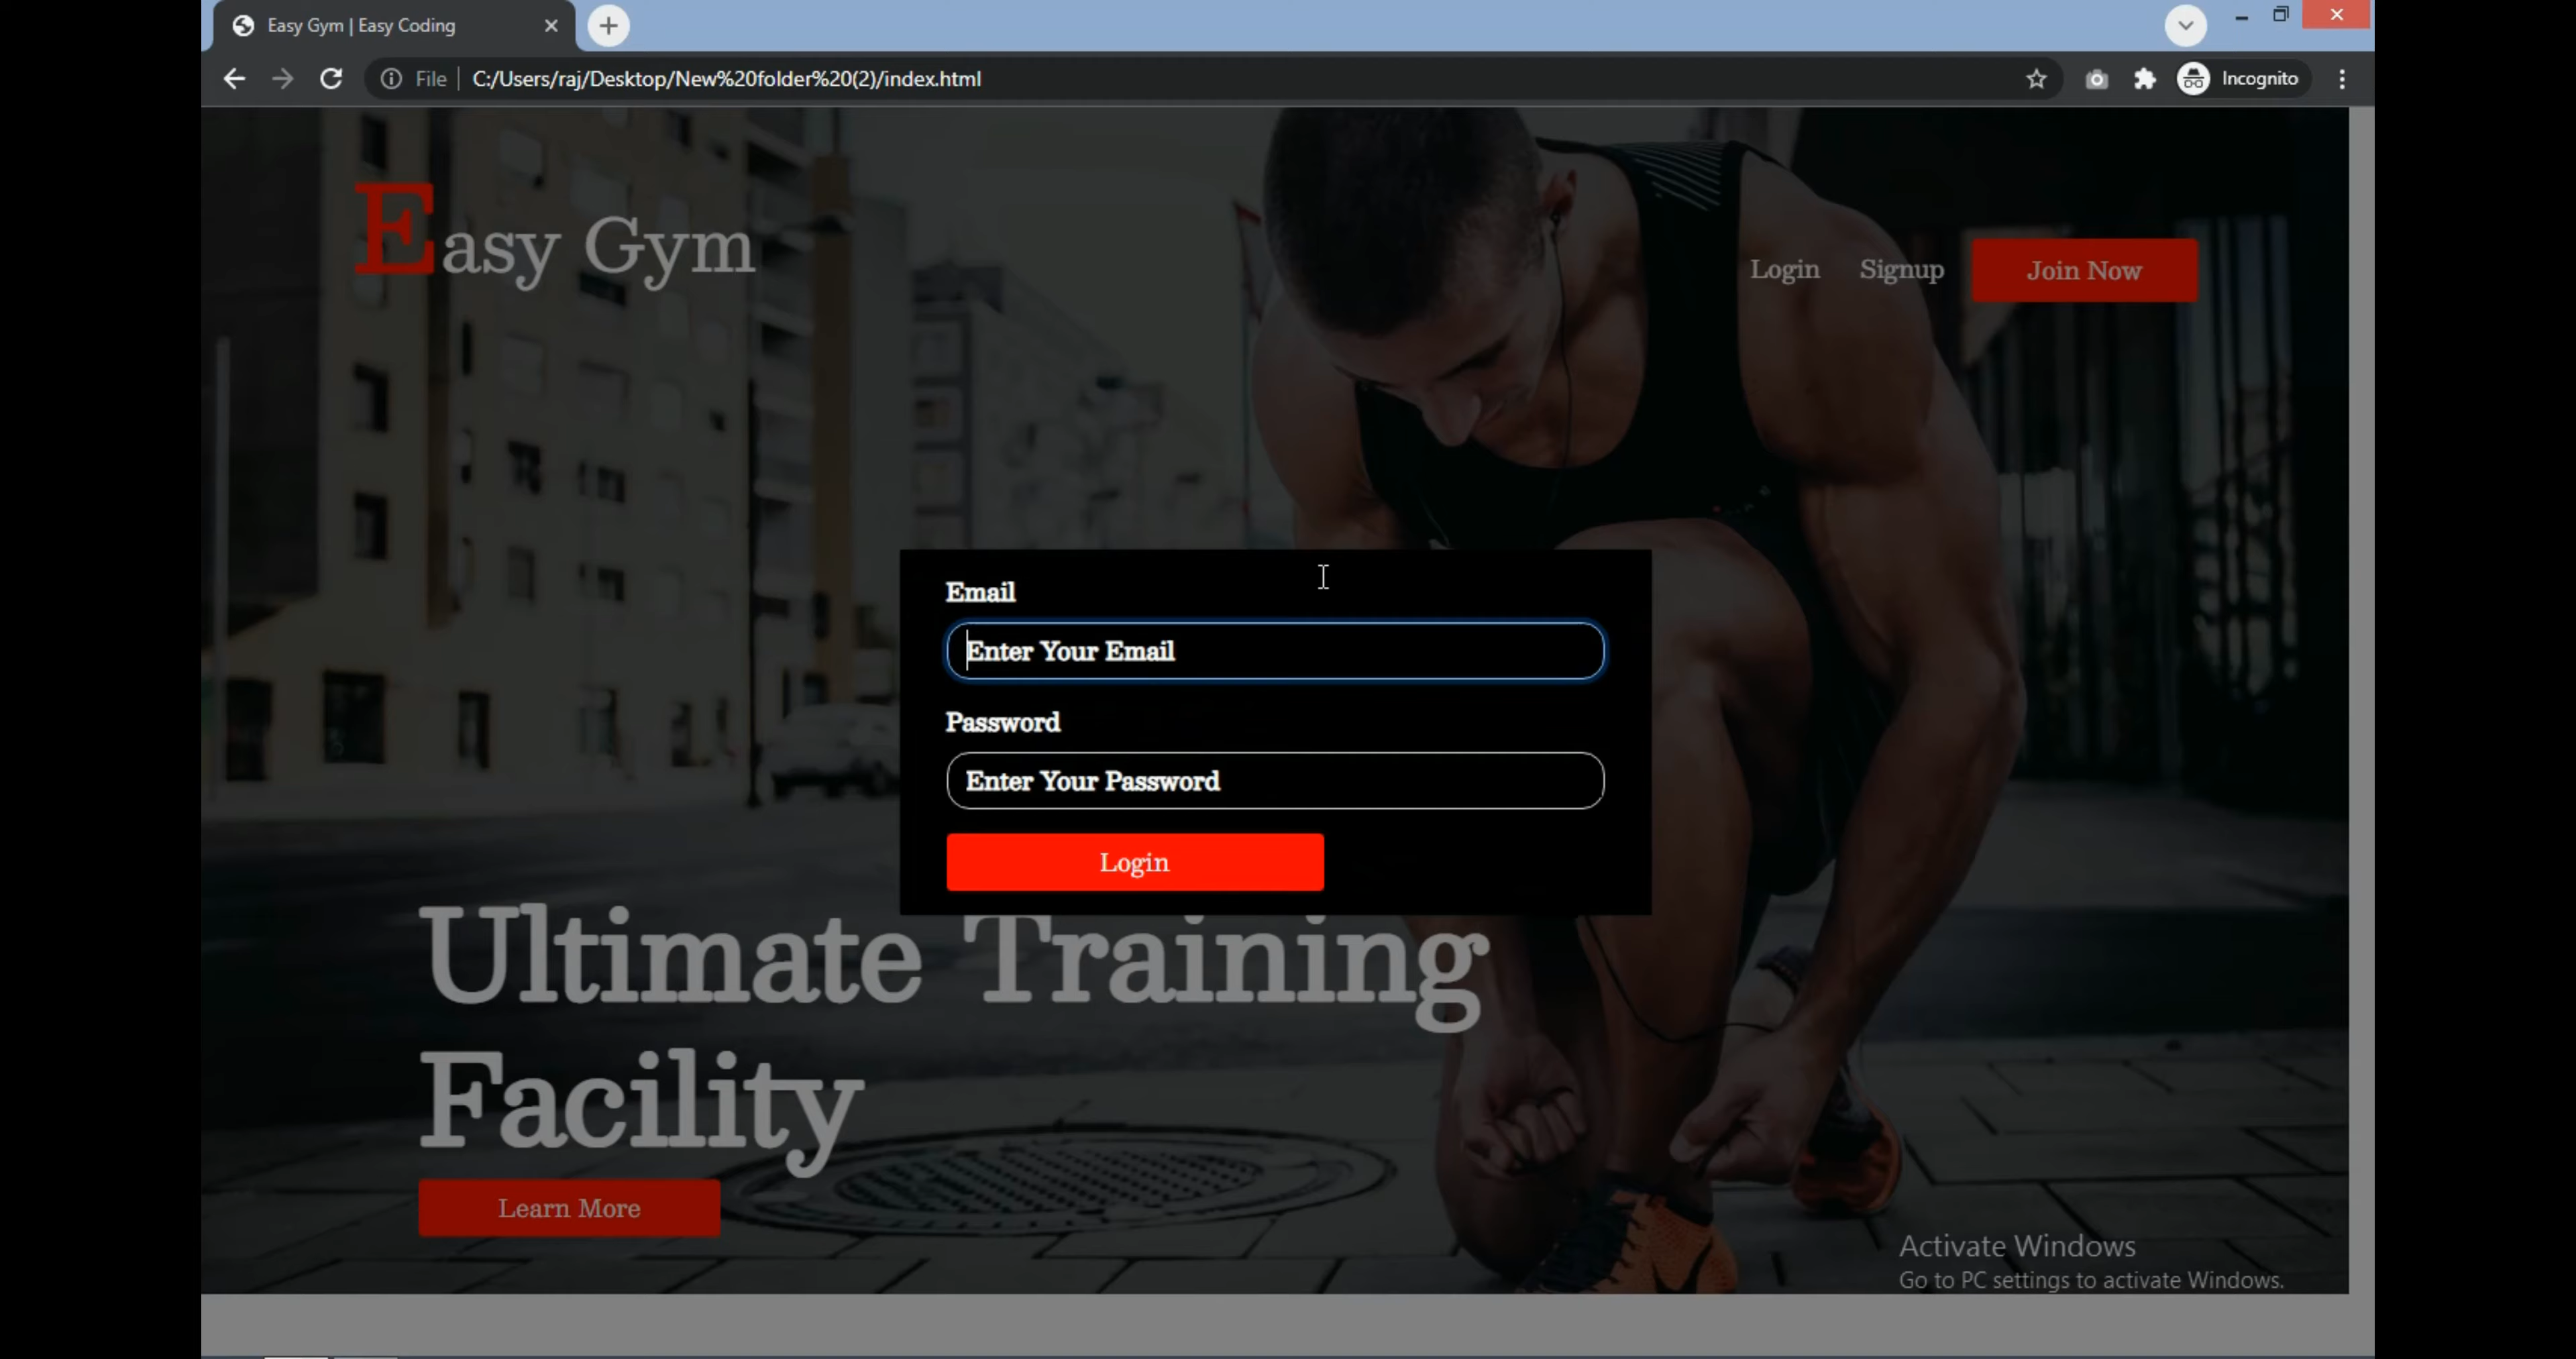 Easy Gym | Easy Coding
File C:/Users/raj/Desktop/New%20folder%20(2)/index.html
Incognito
Easy Gym
Login Signup Join Now
Email
Enter Your Email
Password
Enter Your Password
Login
Ultimate Training
Facility
Learn More
Activate Windows
Go to PC settings to activate Windows.